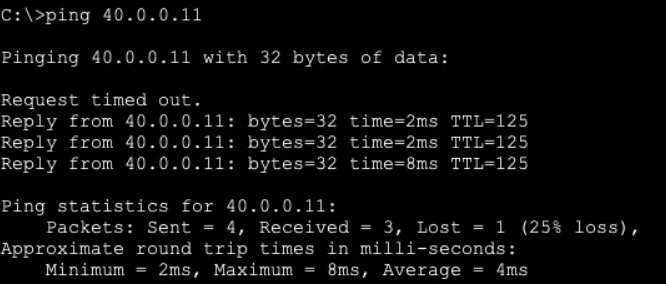 C:\>ping 40.0.0.11
Pinging 40.0.0.11 with 32 bytes of data:
Request timed out.
Reply from 40.0.0.11: bytes=32 time=2ms TTL=125
Reply from 40.0.0.11: bytes=32 time=2ms TTL=125
Reply from 40.0.0.11: bytes=32 time=8ms TTL=125
Ping statistics for 40.0.0.11:
    Packets: Sent = 4, Received = 3, Lost = 1 (25% loss),
Approximate round trip times in milli-seconds:
    Minimum = 2ms, Maximum = 8ms, Average = 4ms